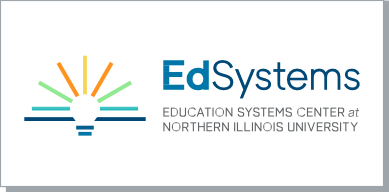 EdSystems
EDUCATION SYSTEMS CENTER at
NORTHERN ILLINOIS UNIVERSITY